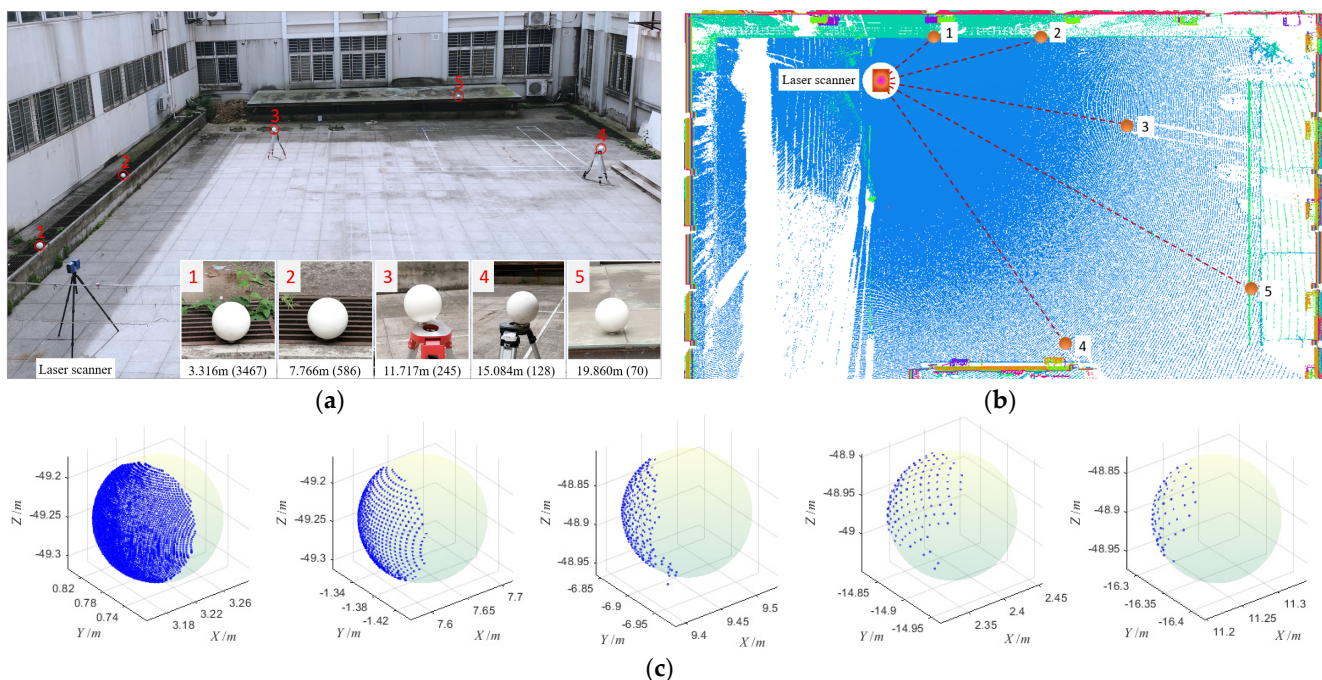 5
3
4
2
1
1
2
3
4
5
Laser scanner
3.316m (3467)
7.766m (586)
11.717m (245)
15.084m (128)
19.860m (70)
(a)
1
2
Laser scanner
3
5
4
(b)
Z/m
-49.2
-49.25
-49.3
0.82
0.78
0.74
Y/m
3.18
3.22
3.26
X/m
Z/m
-49.2
-49.25
-49.3
-1.34
-1.38
-1.42
Y/m
7.6
7.65
7.7
X/m
Z/m
-48.85
-48.9
-48.95
-6.85
-6.9
-6.95
Y/m
9.4
9.45
9.5
X/m
Z/m
-48.9
-48.95
-49
-14.85
-14.9
-14.95
Y/m
2.35
2.4
2.45
X/m
Z/m
-48.85
-48.9
-48.95
-16.3
-16.35
-16.4
Y/m
11.2
11.25
11.3
X/m
(c)